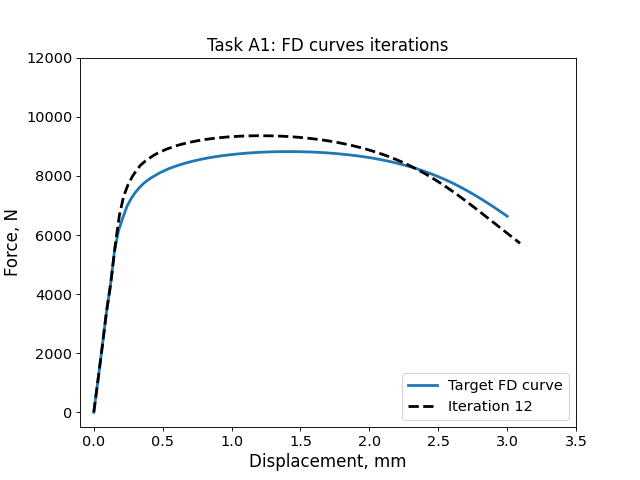 Task A1: FD curves iterations
12000
10000
8000
6000
4000
2000
0
Force, N
0.0 0.5 1.0 1.5 2.0 2.5 3.0 3.5
Displacement, mm
Target FD curve
Iteration 12